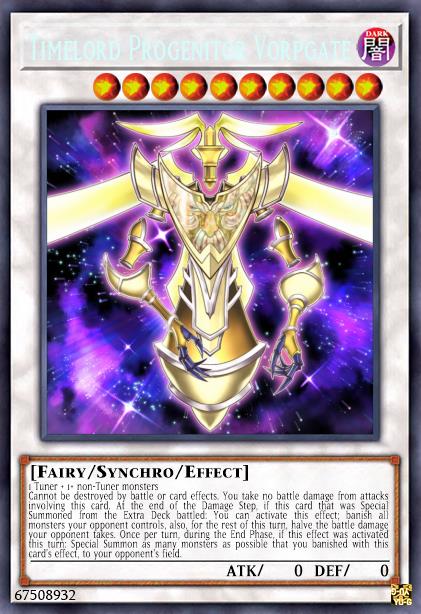 Timelord Progenitor Vorpgate
DARK
闇
[Fairy/Synchro/Effect]
1 Tuner + 1+ non-Tuner monsters
Cannot be destroyed by battle or card effects. You take no battle damage from attacks
involving this card. At the end of the Damage Step, if this card that was Special
Summoned from the Extra Deck battled: You can activate this effect; banish all
monsters your opponent controls, also, for the rest of this turn, halve the battle damage
your opponent takes. Once per turn, during the End Phase, if this effect was activated
this turn: Special Summon as many monsters as possible that you banished with this
card's effect, to your opponent's field.
ATK/ 0 DEF/ 0
67508932